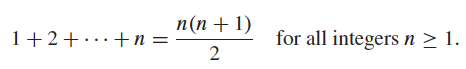 1 + 2 + · · · + n = n(n + 1) / 2 for all integers n ≥ 1.